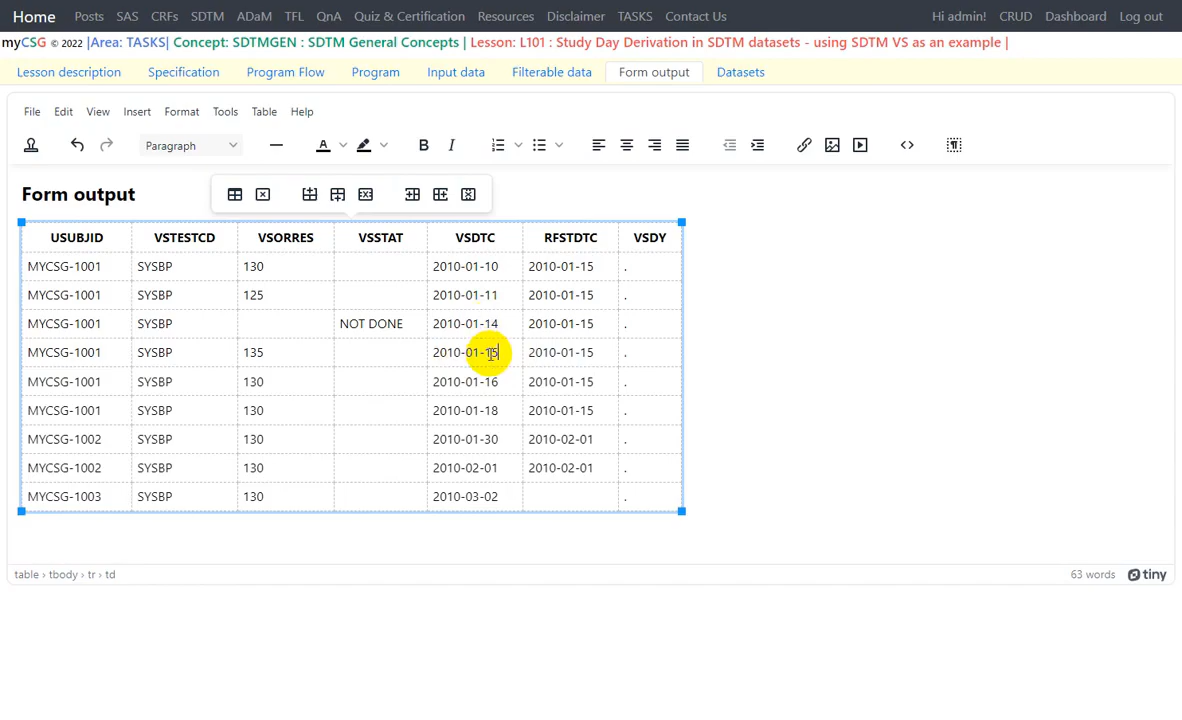 Home Posts SAS CRFs SDTM ADaM TFL QnA Quiz & Certification Resources Disclaimer TASKS Contact Us Hi admin! CRUD Dashboard Log out
myCSG © 2022 |Area: TASKS| Concept: SDTMGEN : SDTM General Concepts | Lesson: L101 : Study Day Derivation in SDTM datasets - using SDTM VS as an example |
Lesson description Specification Program Flow Program Input data Filterable data Form output Datasets
File Edit View Insert Format Tools Table Help
Paragraph A B I
Form output
USUBJID VSTESTCD VSORRES VSSTAT VSDTC RFSTDTC VSDY
MYCSG-1001 SYSBP 130 2010-01-10 2010-01-15 .
MYCSG-1001 SYSBP 125 2010-01-11 2010-01-15 .
MYCSG-1001 SYSBP NOT DONE 2010-01-14 2010-01-15 .
MYCSG-1001 SYSBP 135 2010-01-15 2010-01-15 .
MYCSG-1001 SYSBP 130 2010-01-16 2010-01-15 .
MYCSG-1001 SYSBP 130 2010-01-18 2010-01-15 .
MYCSG-1002 SYSBP 130 2010-01-30 2010-02-01 .
MYCSG-1002 SYSBP 130 2010-02-01 2010-02-01 .
MYCSG-1003 SYSBP 130 2010-03-02 .
table › tbody › tr › td 63 words tiny